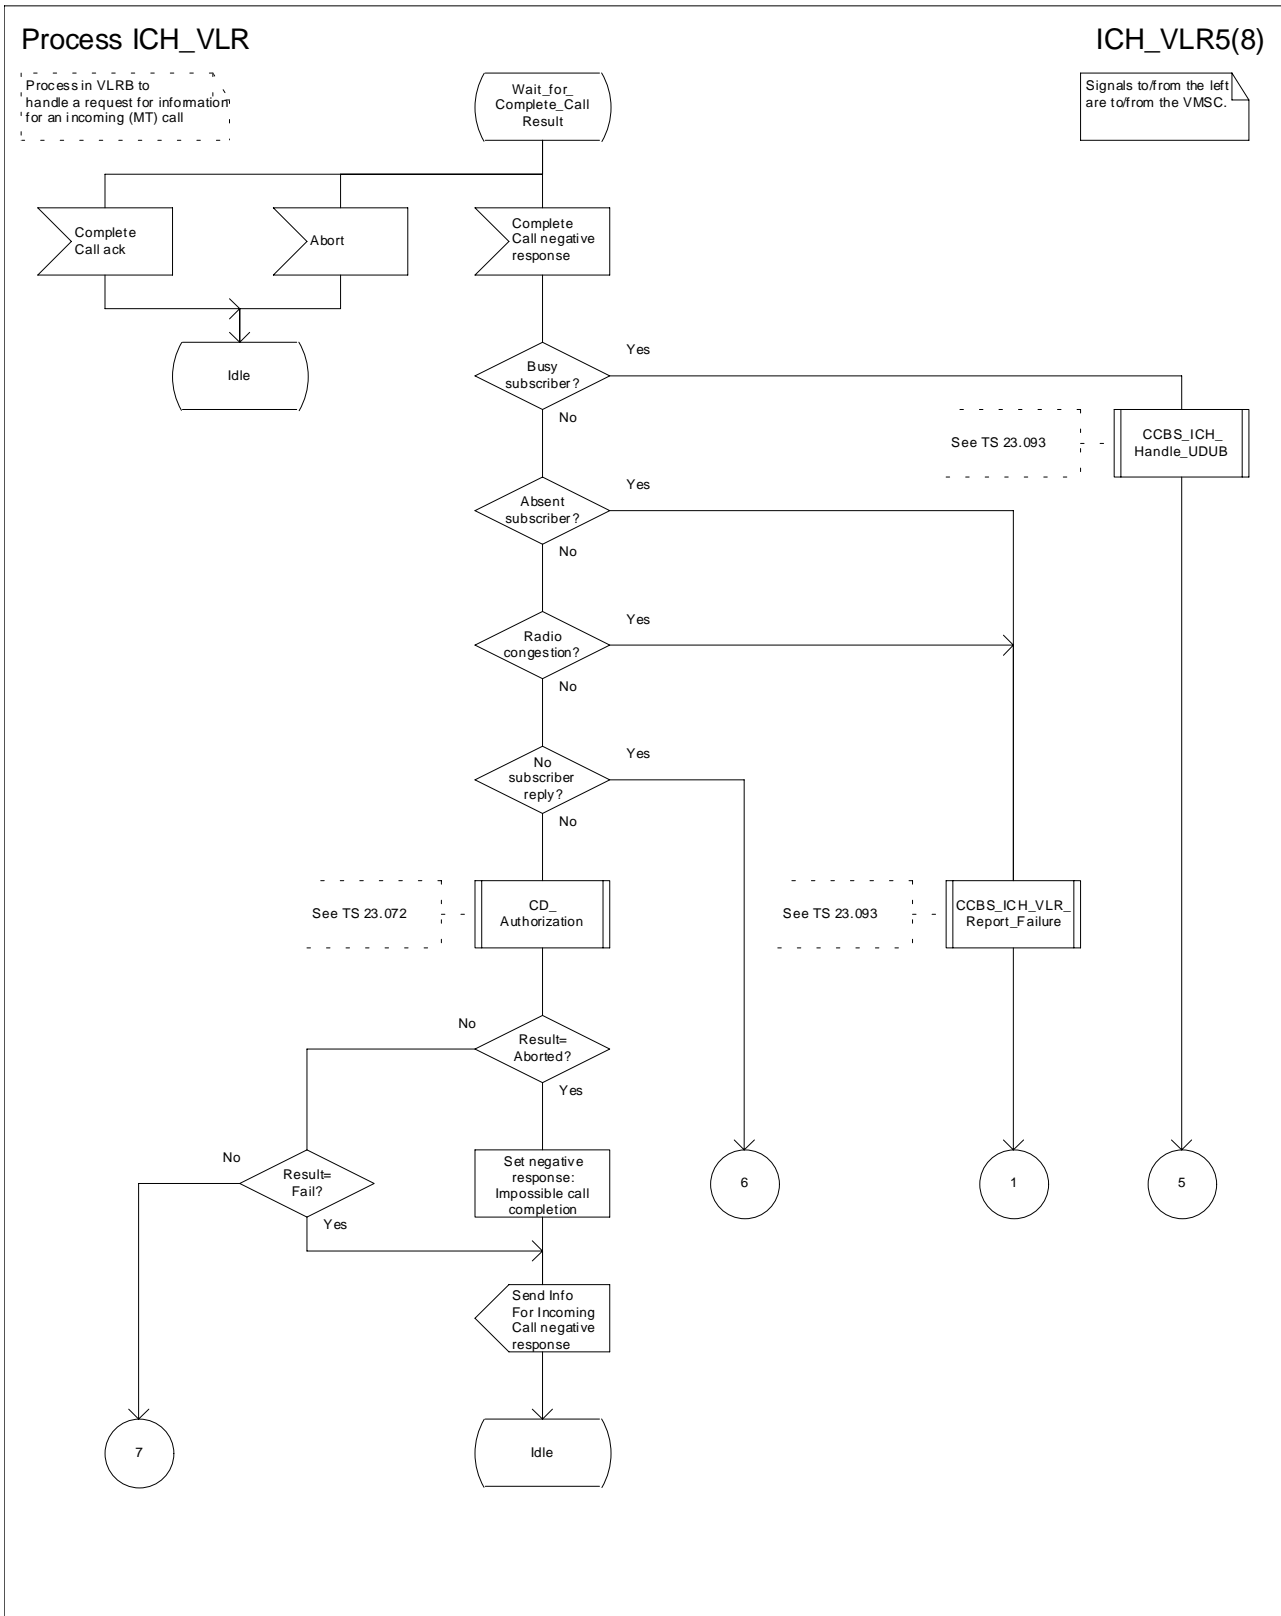 Process ICH_VLR
ICH_VLR5(8)
Process in VLRB to
handle a request for information
for an incoming (MT) call
Wait_for_
Complete_Call
Result
Signals to/from the left
are to/from the VMSC.
Complete
Call ack
Abort
Complete
Call negative
response
Idle
Busy
subscriber?
Yes
No
See TS 23.093
CCBS_ICH_
Handle_UDUB
Absent
subscriber?
Yes
No
Radio
congestion?
Yes
No
No
subscriber
reply?
Yes
No
See TS 23.072
CD_
Authorization
See TS 23.093
CCBS_ICH_VLR_
Report_Failure
No
Result=
Aborted?
Yes
No
Result=
Fail?
Yes
Set negative
response:
Impossible call
completion
6
1
5
Send Info
For Incoming
Call negative
response
7
Idle